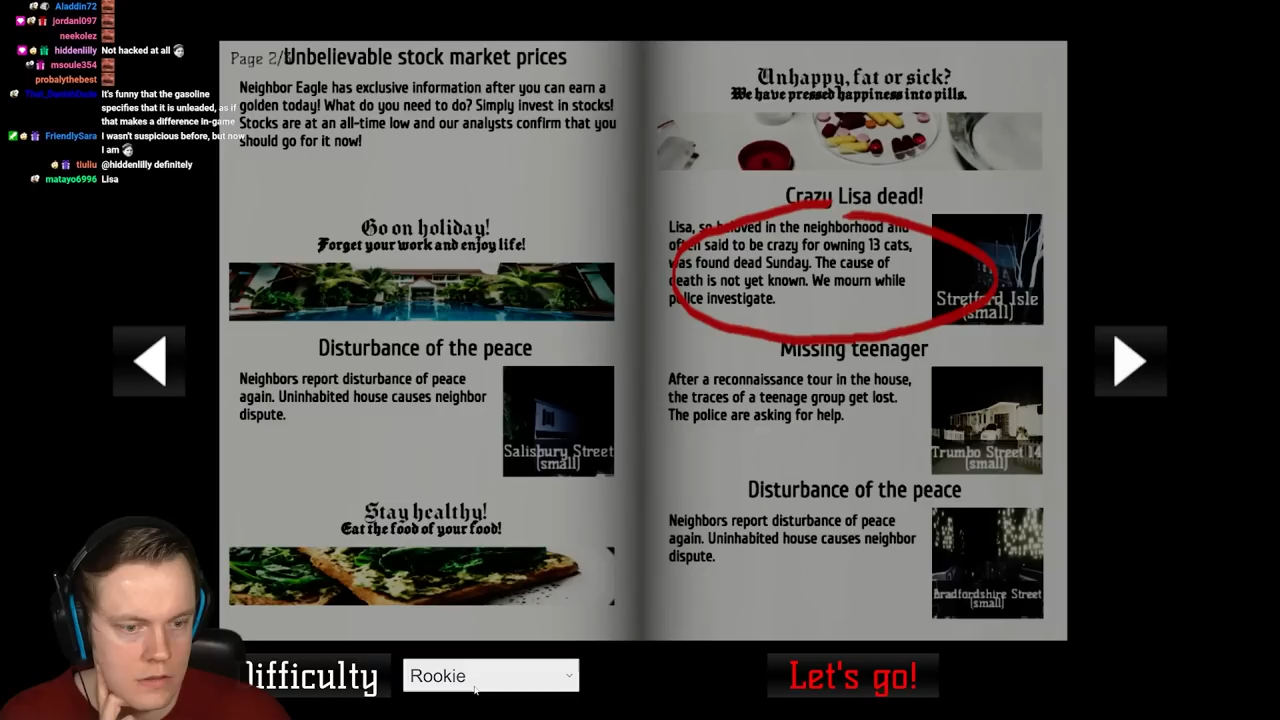 Aladdin72
jordanl097
neekolez
hiddenlilly Not hacked at all
msoule354
probalythebest
It's funny that the gasoline
specifies that it is unleaded, as if
that makes a difference in-game
FriendlySara I wasn't suspicious before, but now
I am
tiuliu @hiddenlilly definitely
matayo6996 Lisa
Page 2/
Unbelievable stock market prices
Neighbor Eagle has exclusive information after you can earn a
golden today! What do you need to do? Simply invest in stocks!
Stocks are at an all-time low and our analysts confirm that you
should go for it now!
Go on holiday!
Forget your work and enjoy life!
Disturbance of the peace
Neighbors report disturbance of peace
again. Uninhabited house causes neighbor
dispute.
Salisbury Street
(small)
Stay healthy!
Eat the food of your food!
Unhappy, fat or sick?
We have pressed happiness into pills.
Crazy Lisa dead!
Lisa, so beloved in the neighborhood and
often said to be crazy for owning 13 cats,
was found dead Sunday. The cause of
death is not yet known. We mourn while
police investigate.
Stretford Isle
(small)
Missing teenager
After a reconnaissance tour in the house,
the traces of a teenage group get lost.
The police are asking for help.
Trumbo Street 14
(small)
Disturbance of the peace
Neighbors report disturbance of peace
again. Uninhabited house causes neighbor
dispute.
Bradfordshire Street
(small)
Difficulty
Rookie
Let's go!